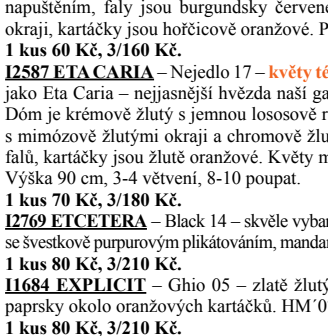 napuštěním, faly jsou burgundsky červené
okraji, kartáčky jsou hořčicově oranžové. P
1 kus 60 Kč, 3/160 Kč.
I2587 ETA CARIA – Nejedlo 17 – květy té
jako Eta Caria – nejjasnější hvězda naší ga
Dóm je krémově žlutý s jemnou lososově r
s mimózově žlutými okraji a chromově žlu
falů, kartáčky jsou žlutě oranžové. Květy m
Výška 90 cm, 3-4 větvení, 8-10 poupat.
1 kus 70 Kč, 3/180 Kč.
I2769 ETCETERA – Black 14 – skvěle vybar
se švestkově purpurovým plikátováním, mandar
1 kus 80 Kč, 3/210 Kč.
I1684 EXPLICIT – Ghio 05 – zlatě žlutý
paprsky okolo oranžových kartáčků. HM´0
1 kus 80 Kč, 3/210 Kč.